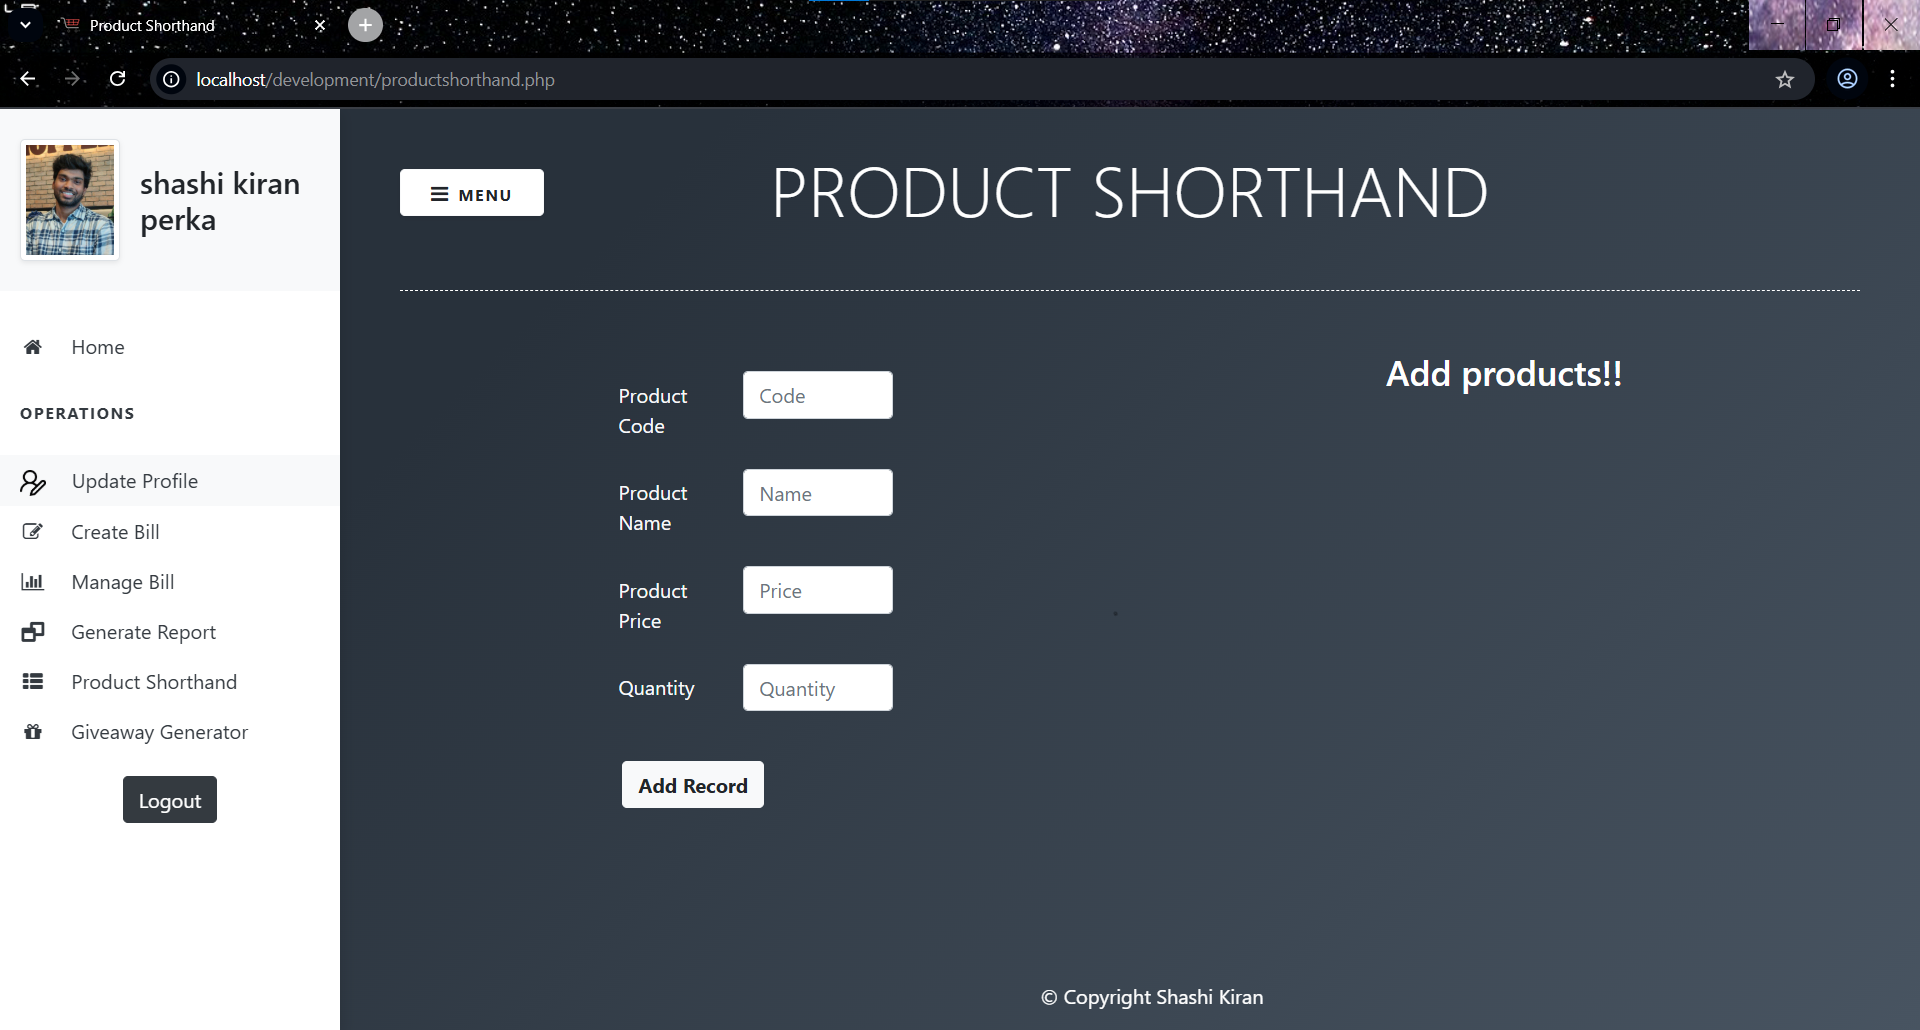 Product Shorthand
localhost/development/productshorthand.php
shashi kiran
perka
MENU
PRODUCT SHORTHAND
Home
OPERATIONS
Update Profile
Create Bill
Manage Bill
Generate Report
Product Shorthand
Giveaway Generator
Logout
Product
Code
Code
Product
Name
Name
Product
Price
Price
Quantity
Quantity
Add Record
Add products!!
© Copyright Shashi Kiran